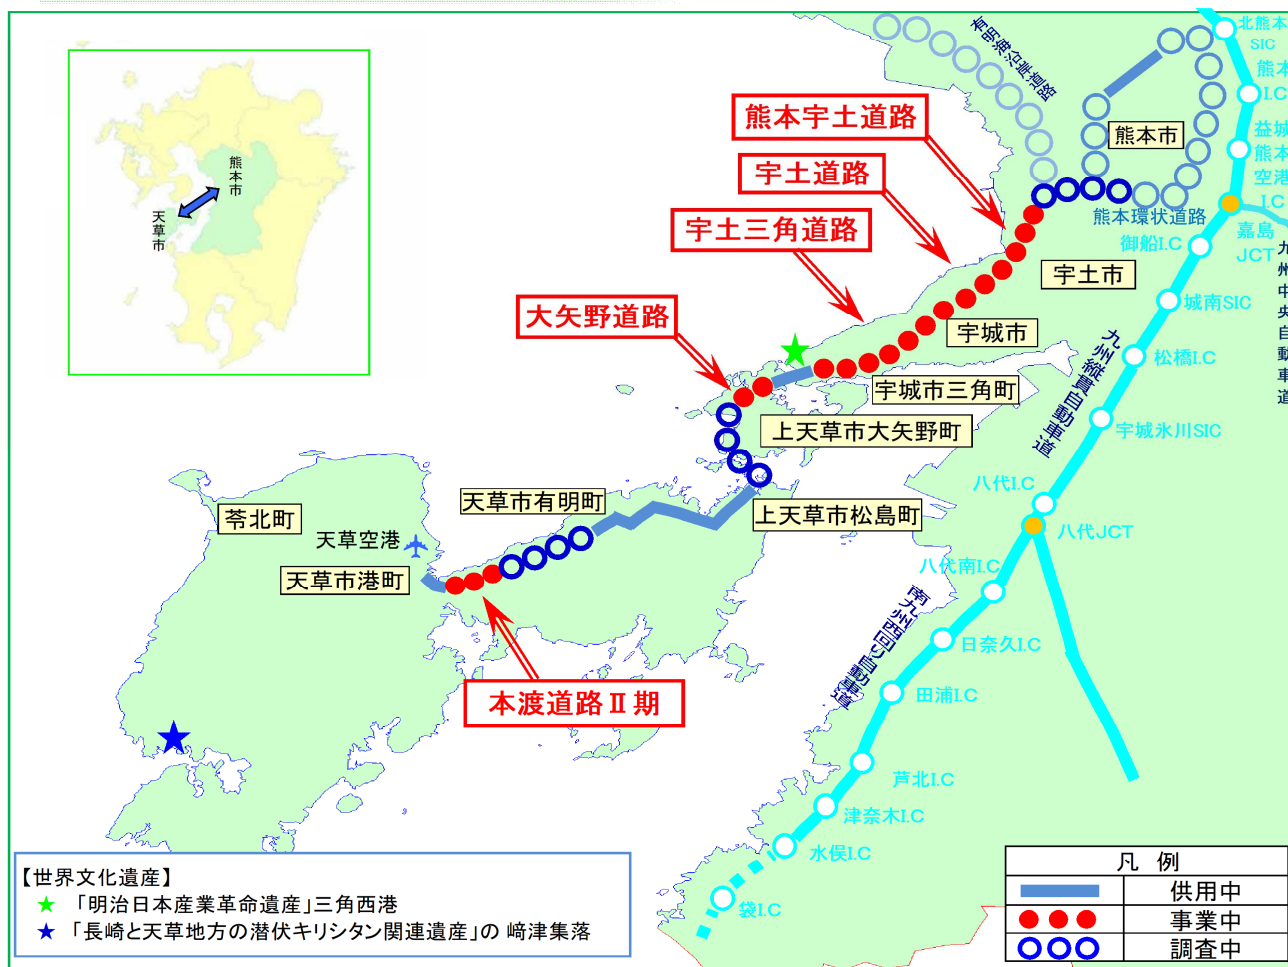 熊本市
天草市
有明海沿岸道路
北熊本
SIC
熊本
I.C
益城
熊本
空港
I.C
熊本宇土道路
宇土道路
宇土三角道路
大矢野道路
熊本市
熊本環状道路
嘉島
JCT
九州中央自動車道
御船I.C
宇土市
城南SIC
宇城市
松橋I.C
九州縦貫自動車道
宇城市三角町
上天草市大矢野町
宇城氷川SIC
天草市有明町
上天草市松島町
八代I.C
八代JCT
苓北町
天草空港
天草市港町
八代南I.C
南九州西回り自動車道
日奈久I.C
本渡道路Ⅱ期
田浦I.C
芦北I.C
津奈木I.C
水俣I.C
袋I.C
【世界文化遺産】
★ 「明治日本産業革命遺産」三角西港
★ 「長崎と天草地方の潜伏キリシタン関連遺産」の 﨑津集落
凡 例
供用中
事業中
調査中